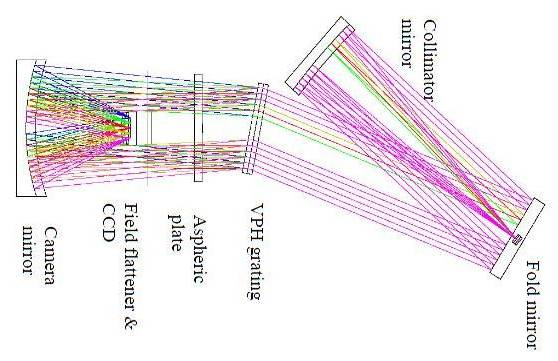 Collimator
mirror
Fold mirror
VPH grating
Aspheric
plate
Field flattener &
CCD
Camera
mirror